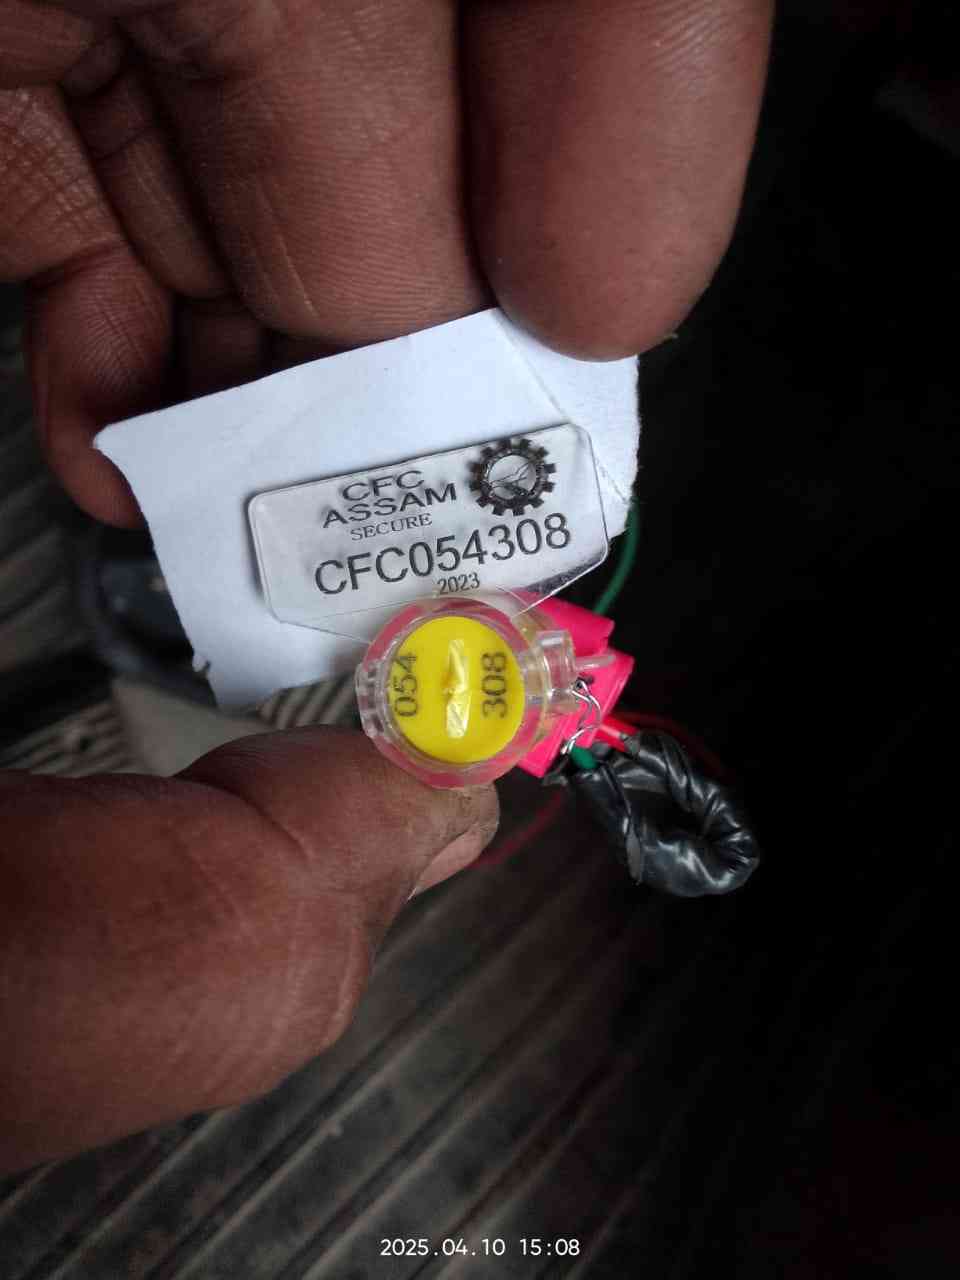 CFC
ASSAM
SECURE
CFC054308
2023
054
308
2025.04.10 15:08